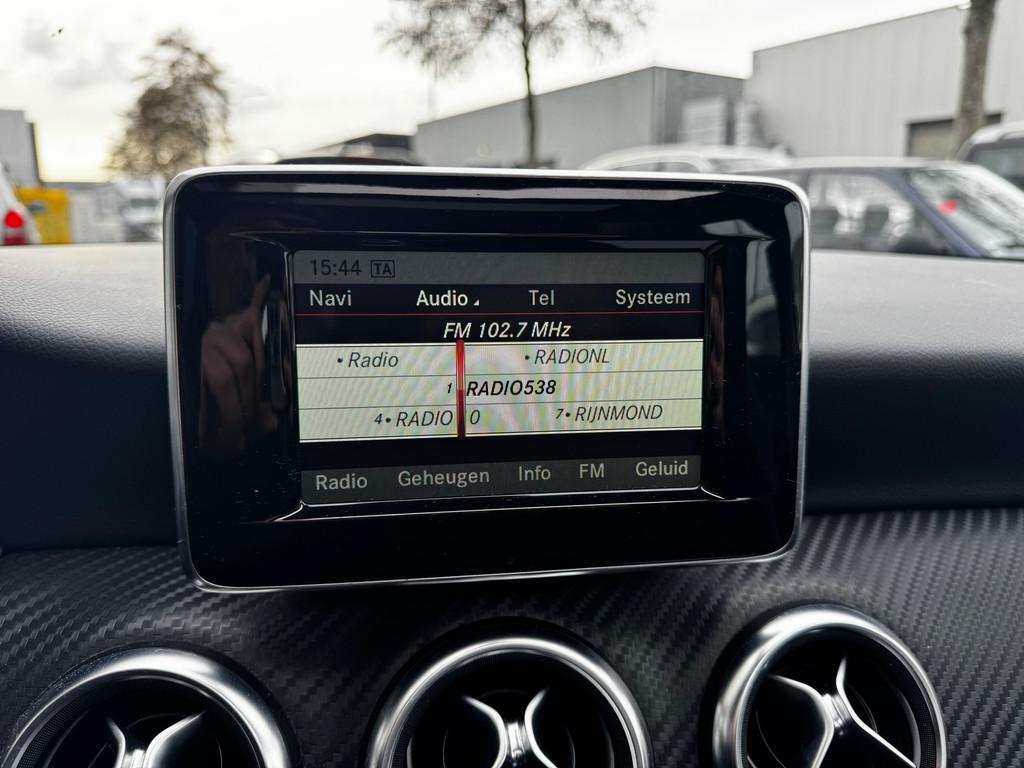 15:44 TA
Navi Audio Tel Systeem
FM 102.7 MHz
• Radio • RADIONL
1 RADIO538
4• RADIO 0 7• RIJNMOND
Radio Geheugen Info FM Geluid